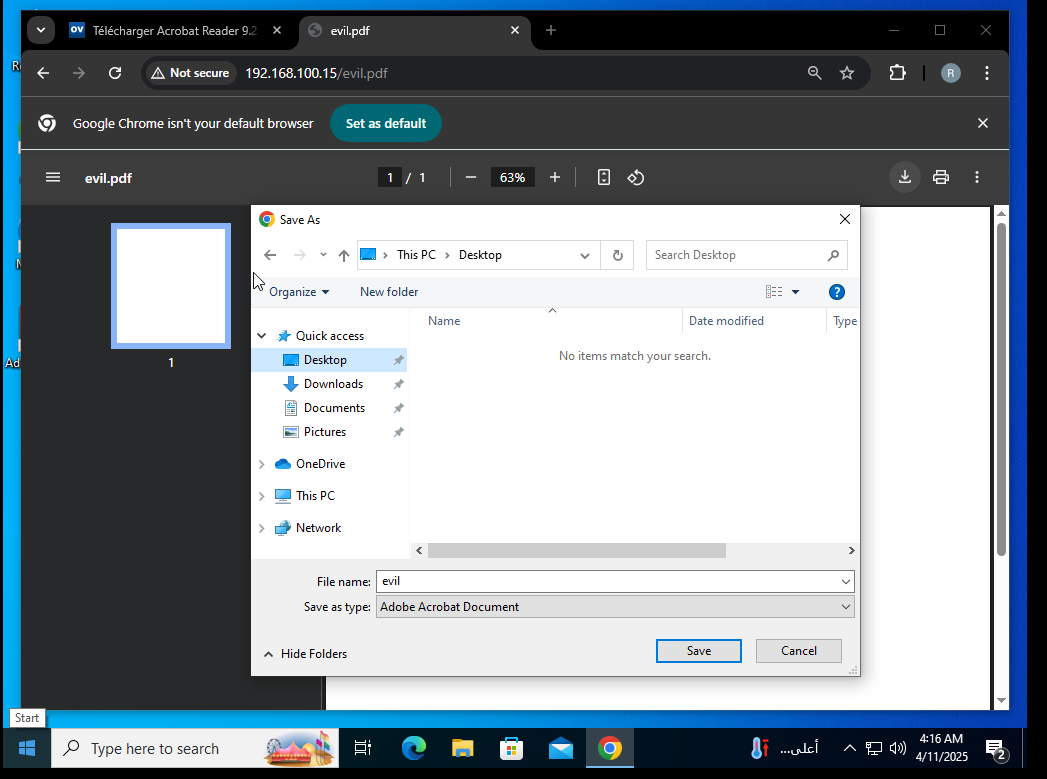 Télécharger Acrobat Reader 9.2
evil.pdf
Not secure
192.168.100.15/evil.pdf
R
Google Chrome isn't your default browser
Set as default
evil.pdf
1 / 1
63%
1
Save As
This PC > Desktop
Search Desktop
Organize
New folder
Name
Date modified
Type
No items match your search.
Quick access
Desktop
Downloads
Documents
Pictures
OneDrive
This PC
Network
File name: evil
Save as type: Adobe Acrobat Document
Hide Folders
Save
Cancel
Start
Type here to search
أعلى...
4:16 AM
4/11/2025
2